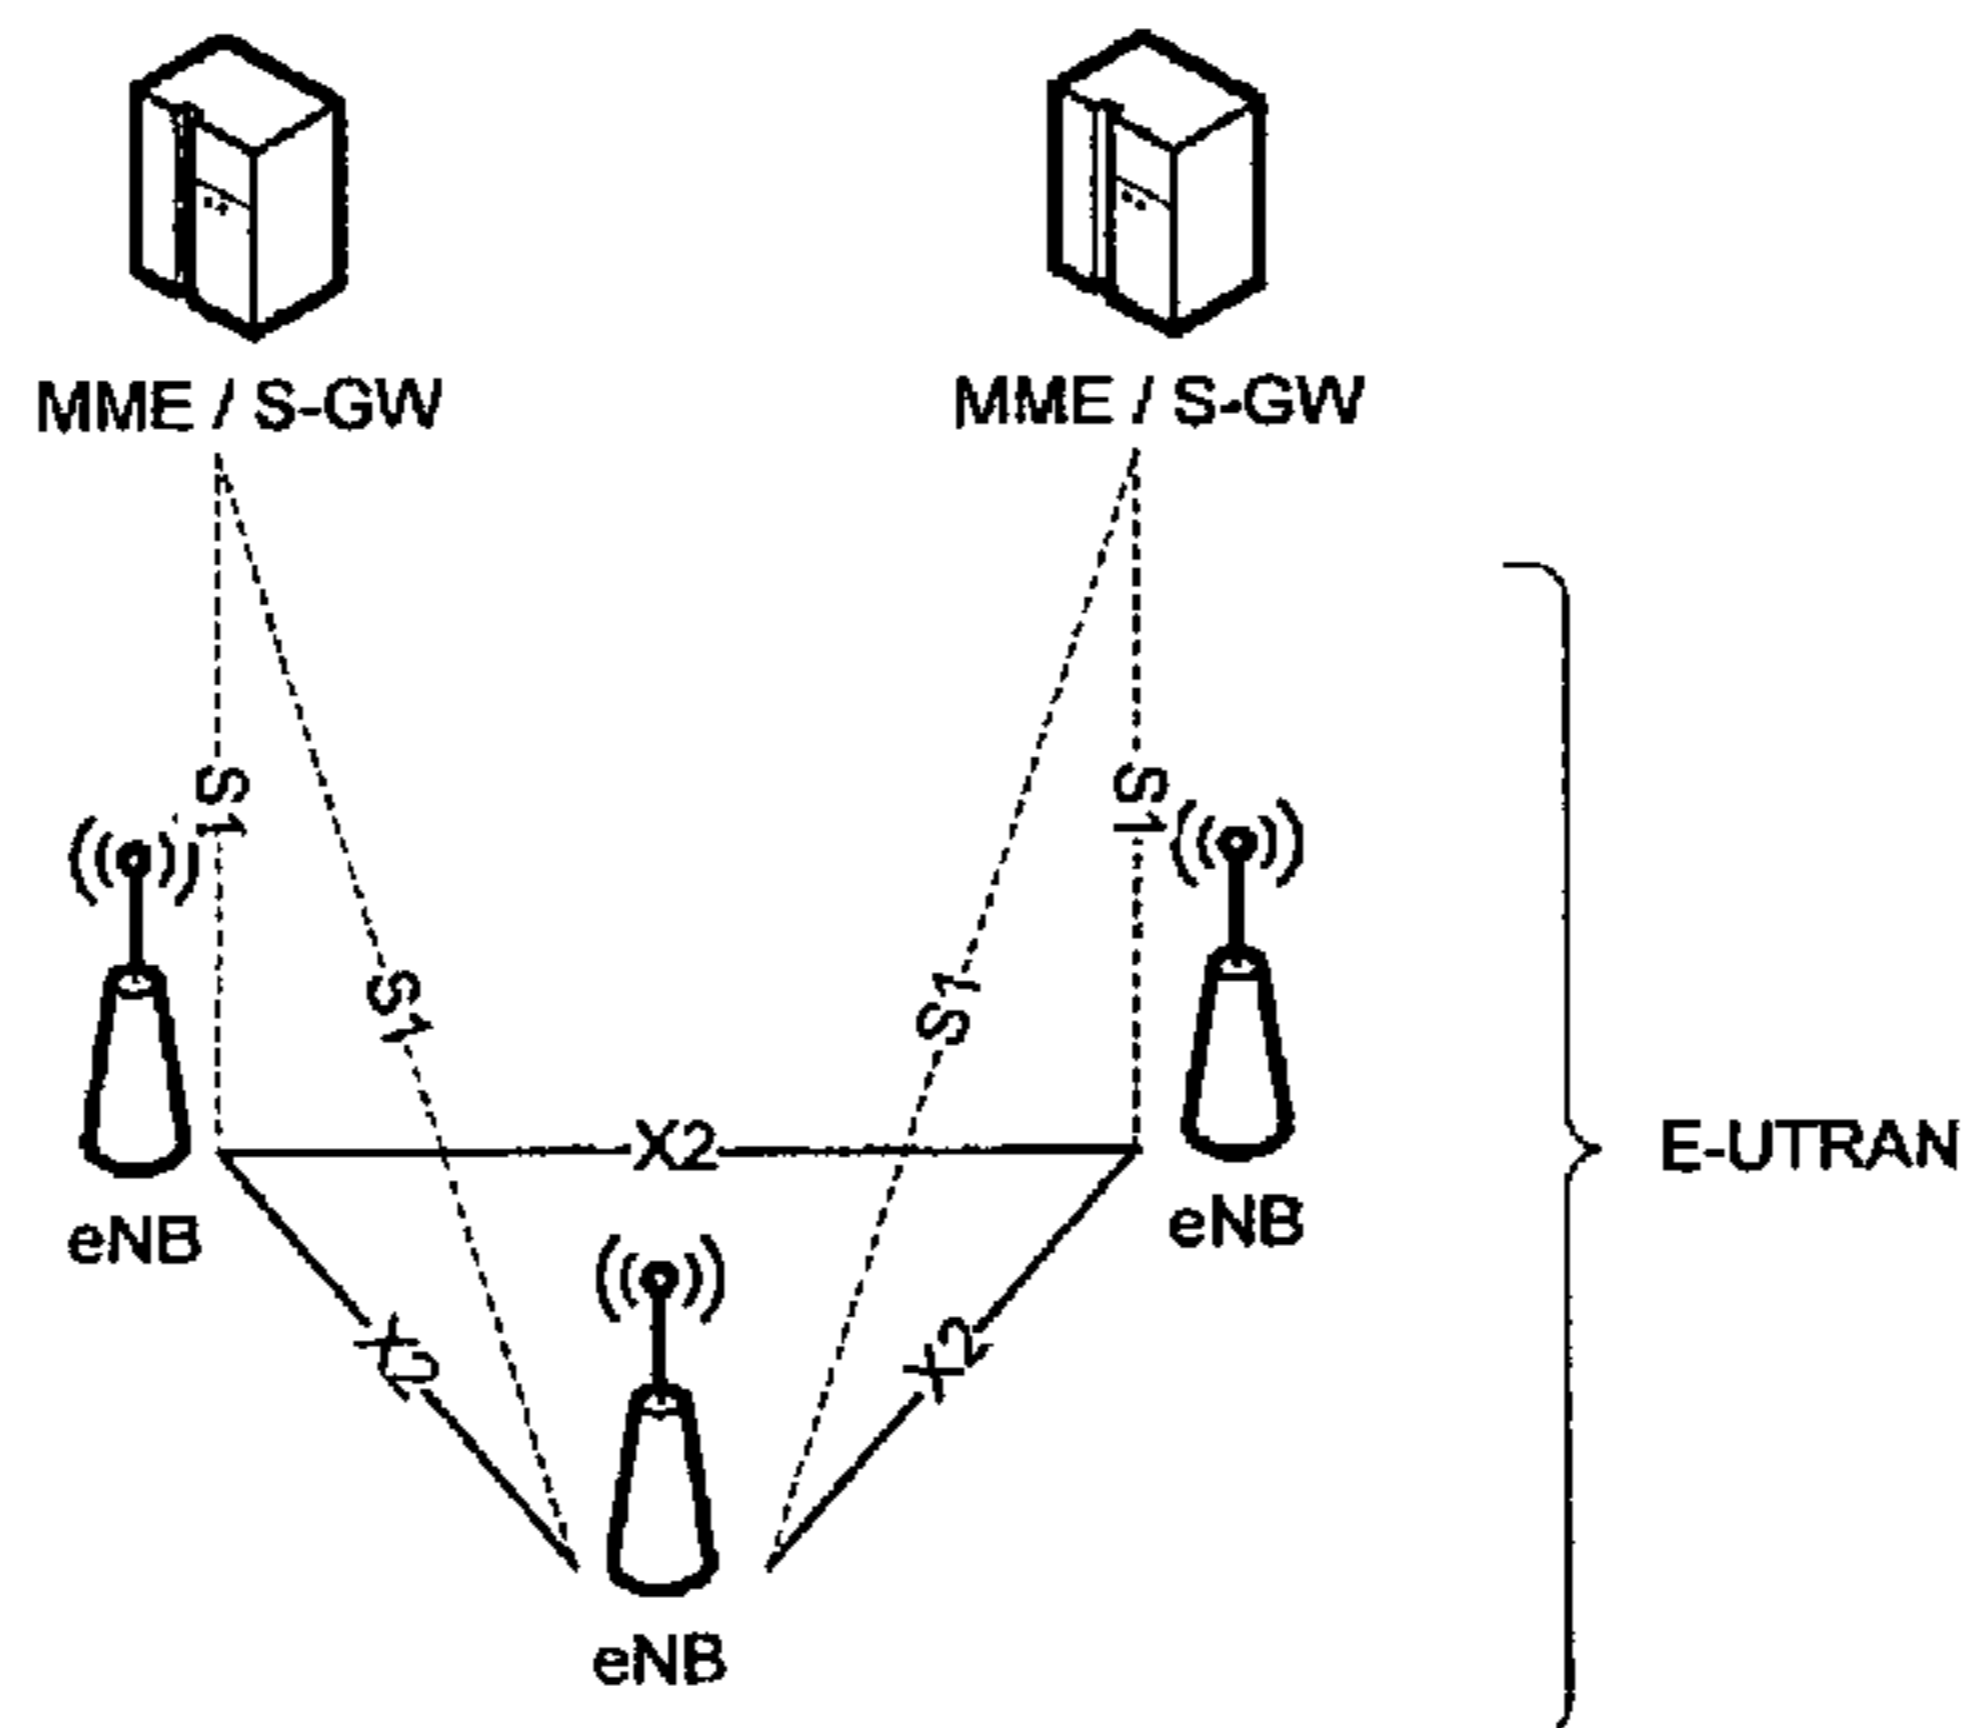 MME / S-GW
MME / S-GW
S1
S1
S1
S1
X2
E-UTRAN
eNB
eNB
X2
X2
eNB